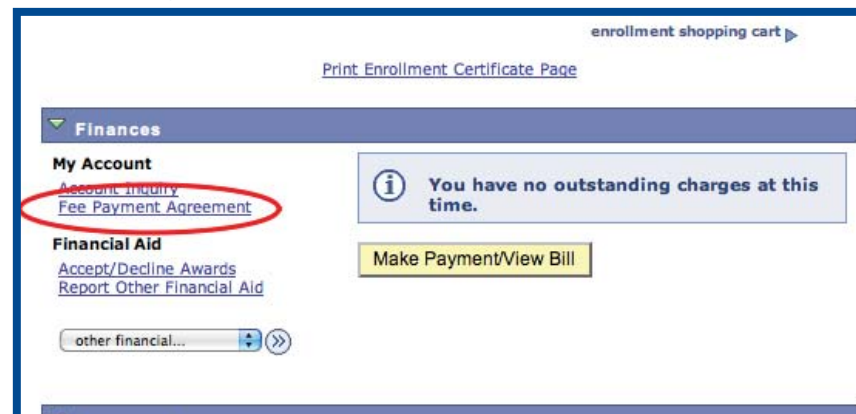 enrollment shopping cart
Print Enrollment Certificate Page
Finances
My Account
Account Inquiry
Fee Payment Agreement
Financial Aid
Accept/Decline Awards
Report Other Financial Aid
other financial...
You have no outstanding charges at this
time.
Make Payment/View Bill